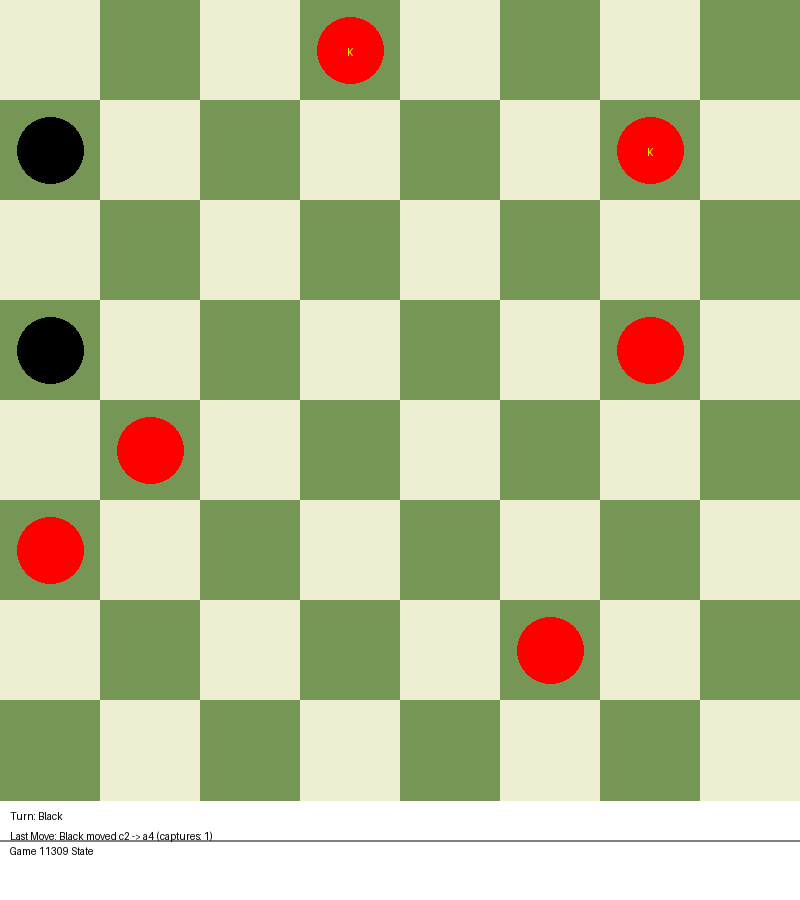 K
K
Turn: Black
Last Move: Black moved c2 -> a4 (captures: 1)
Game 11309 State